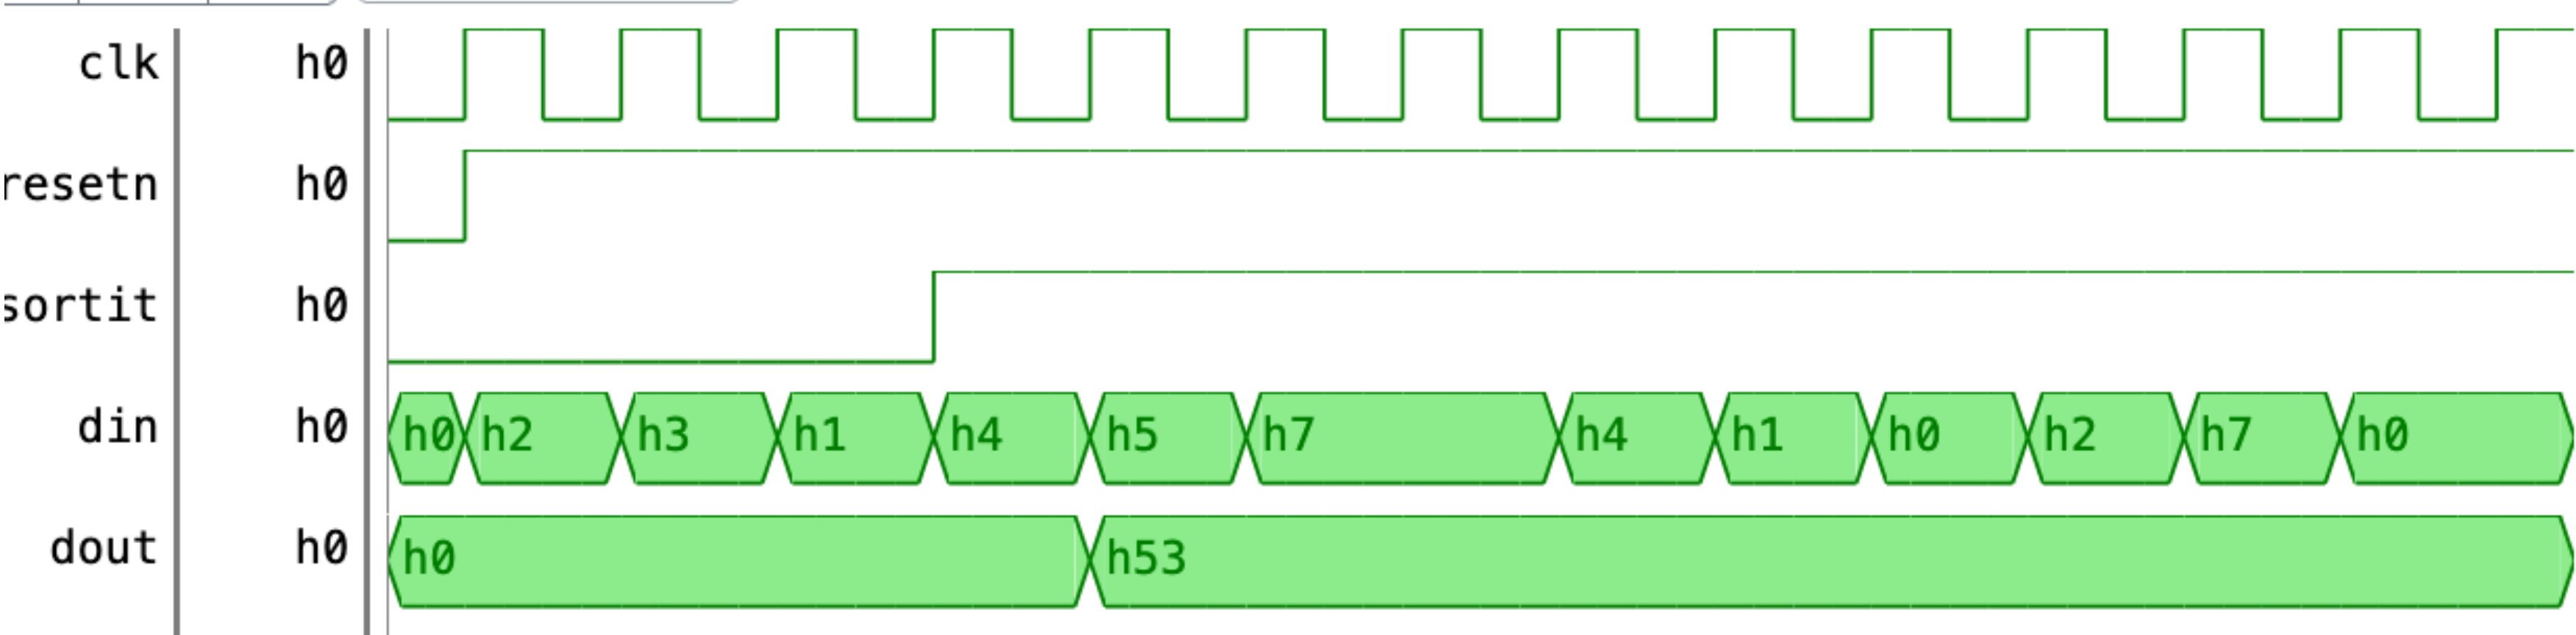 clk h0
resetn h0
sortit h0
din h0 h0 h2 h3 h1 h4 h5 h7 h4 h1 h0 h2 h7 h0
dout h0 h0 h53